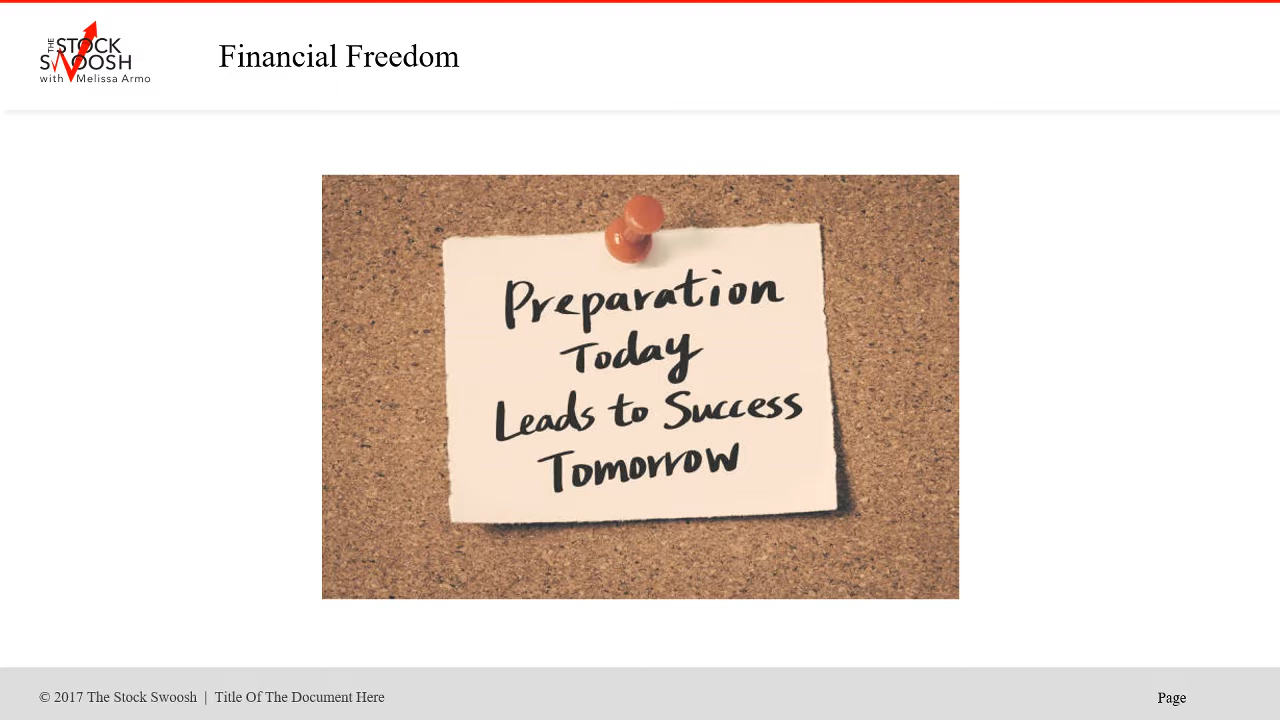 THE STOCK
SWOOSH
with Melissa Armo
Financial Freedom
Preparation
Today
Leads to Success
Tomorrow
© 2017 The Stock Swoosh | Title Of The Document Here
Page